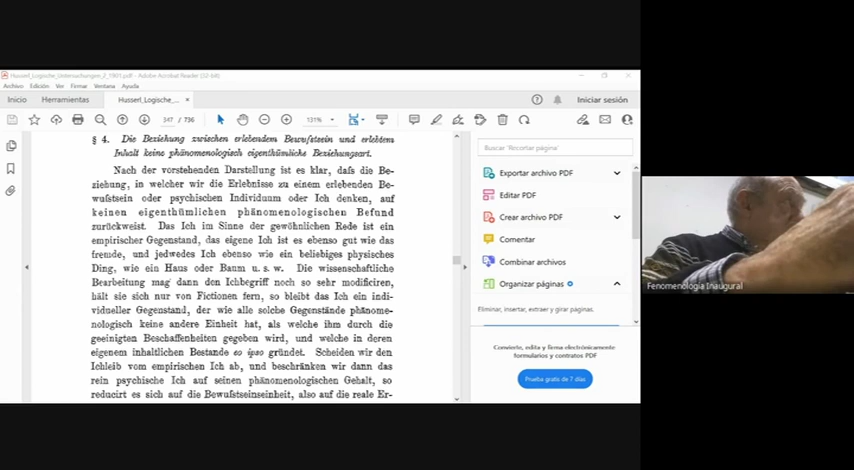 Husserl_Logische_Untersuchungen_2_1901.pdf - Adobe Acrobat Reader (32-bit)
Archivo Edición Ver Firmar Ventana Ayuda
Inicio Herramientas Husserl_Logische_... × Iniciar sesión
347 / 736 131%
§ 4. Die Beziehung zwischen erlebendem Bewuſstsein und erlebtem
Inhalt keine phänomenologisch eigenthümliche Beziehungsart.
Nach der vorstehenden Darstellung ist es klar, daſs die Be-
ziehung, in welcher wir die Erlebnisse zu einem erlebenden Be-
wuſstsein oder psychischen Individuum oder Ich denken, auf
keinen eigenthümlichen phänomenologischen Befund
zurückweist. Das Ich im Sinne der gewöhnlichen Rede ist ein
empirischer Gegenstand, das eigene Ich ist es ebenso gut wie das
fremde, und jedwedes Ich ebenso wie ein beliebiges physisches
Ding, wie ein Haus oder Baum u. s. w. Die wissenschaftliche
Bearbeitung mag dann den Ichbegriff noch so sehr modificiren,
hält sie sich nur von Fictionen fern, so bleibt das Ich ein indi-
vidueller Gegenstand, der wie alle solche Gegenstände phänome-
nologisch keine andere Einheit hat, als welche ihm durch die
geeinigten Beschaffenheiten gegeben wird, und welche in deren
eigenem inhaltlichen Bestande eo ipso gründet. Scheiden wir den
Ichleib vom empirischen Ich ab, und beschränken wir dann das
rein psychische Ich auf seinen phänomenologischen Gehalt, so
reducirt es sich auf die Bewuſstseinseinheit, also auf die reale Er-
Buscar 'Recortar página'
Exportar archivo PDF
Editar PDF
Crear archivo PDF
Comentar
Combinar archivos
Organizar páginas
Eliminar, insertar, extraer y girar páginas.
Convierte, edita y firma electrónicamente
formularios y contratos PDF
Prueba gratis de 7 días
Fenomenología Inaugural